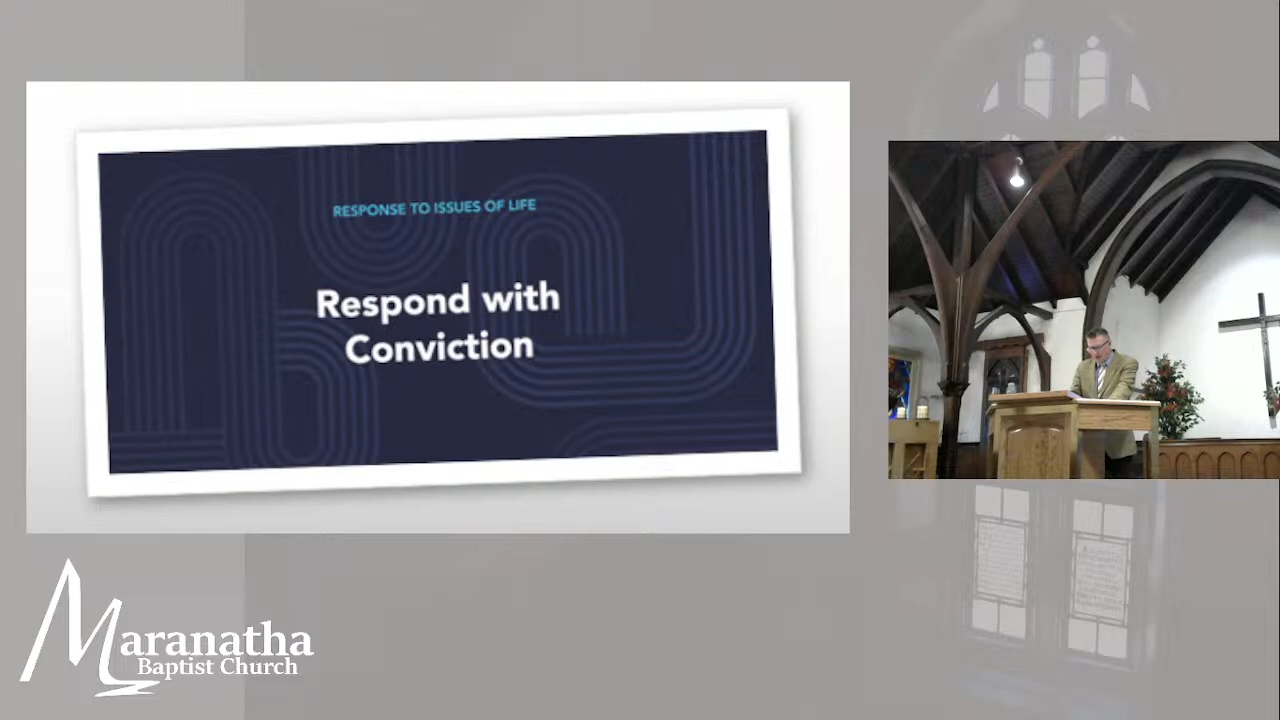 RESPONSE TO ISSUES OF LIFE
Respond with
Conviction
Maranatha
Baptist Church